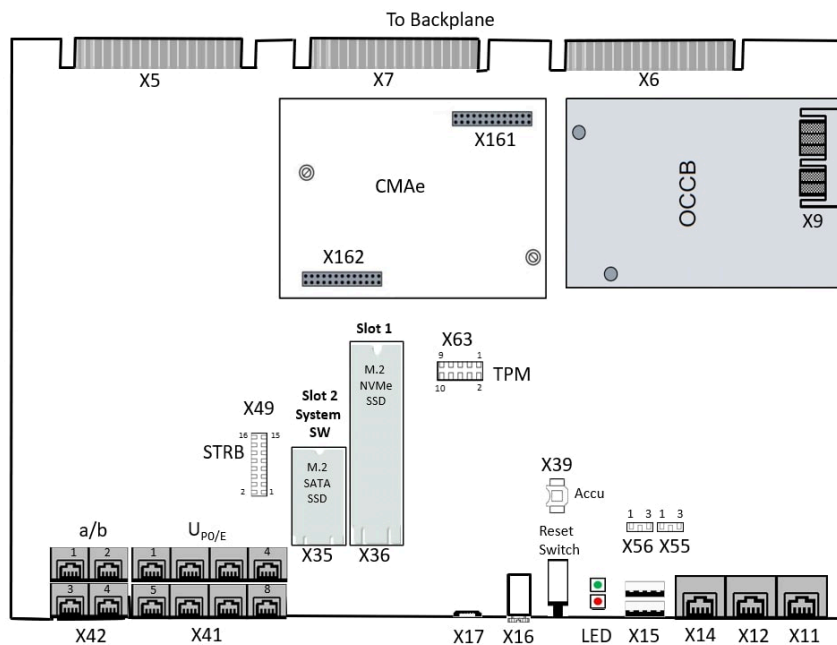 To Backplane
X5
X7
X6
X161
CMAe
OCCB
X9
X162
Slot 1
X63
9 1
TPM
10 2
M.2
NVMe
SSD
Slot 2
System
SW
X49
16 15
STRB
2 1
M.2
SATA
SSD
X39
Accu
1 3 1 3
X56 X55
a/b
U PO/E
X35 X36
Reset
Switch
1 2 1 4
3 4 5 8
X42 X41 X17 X16 LED X15 X14 X12 X11